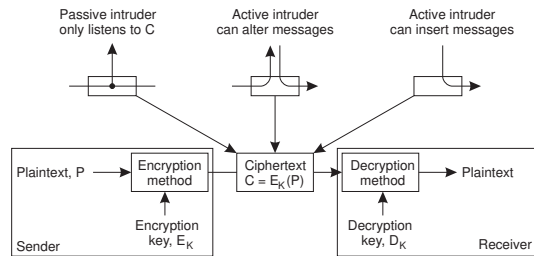 Passive intruder
only listens to C
Active intruder
can alter messages
Active intruder
can insert messages
Plaintext, P
Encryption
method
Ciphertext
C = EK(P)
Decryption
method
Plaintext
Encryption
key, EK
Decryption
key, DK
Sender
Receiver